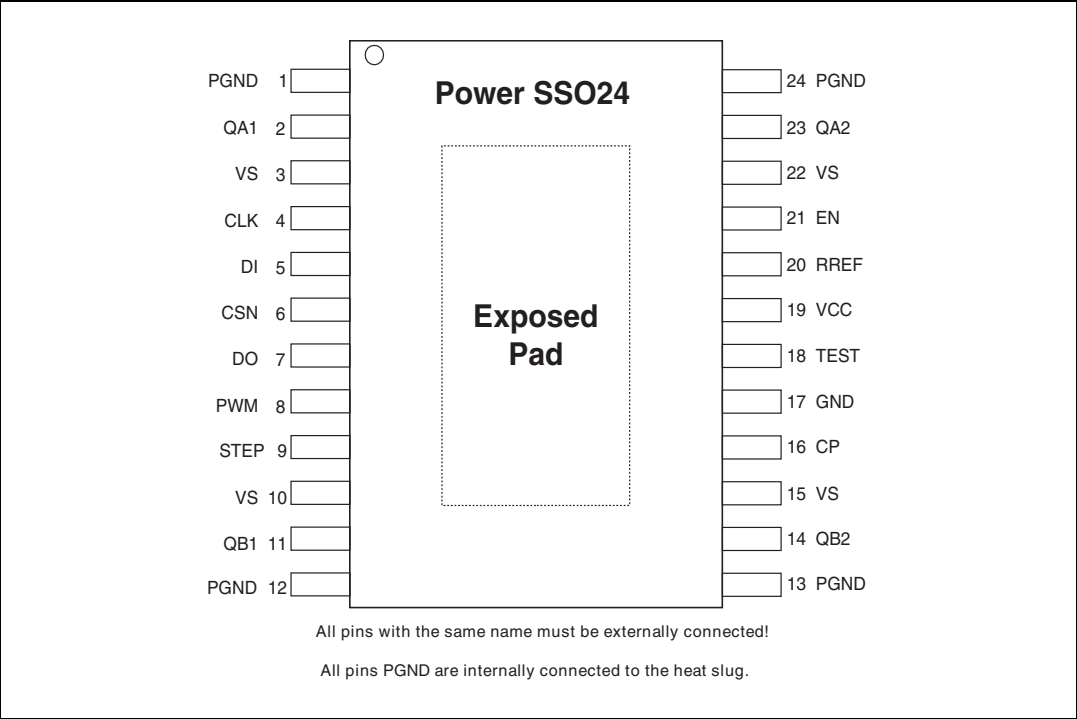 Power SSO24
PGND 1
QA1 2
VS 3
CLK 4
DI 5
CSN 6
DO 7
PWM 8
STEP 9
VS 10
QB1 11
PGND 12
Exposed
Pad
24 PGND
23 QA2
22 VS
21 EN
20 RREF
19 VCC
18 TEST
17 GND
16 CP
15 VS
14 QB2
13 PGND
All pins with the same name must be externally connected!
All pins PGND are internally connected to the heat slug.